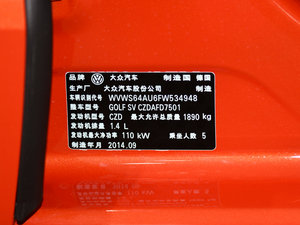 品牌 大众汽车 制造国 德国
生产厂 大众汽车股份公司 制造
车辆识别代号 WVWS64AU6FW534948
整车型号 GOLF SV CZDAFD7501
发动机型号 CZD 最大允许总质量 1890 kg
发动机排量 1.4 L
发动机最大净功率 110 kW 乘坐人数 5
制造年月 2014.09